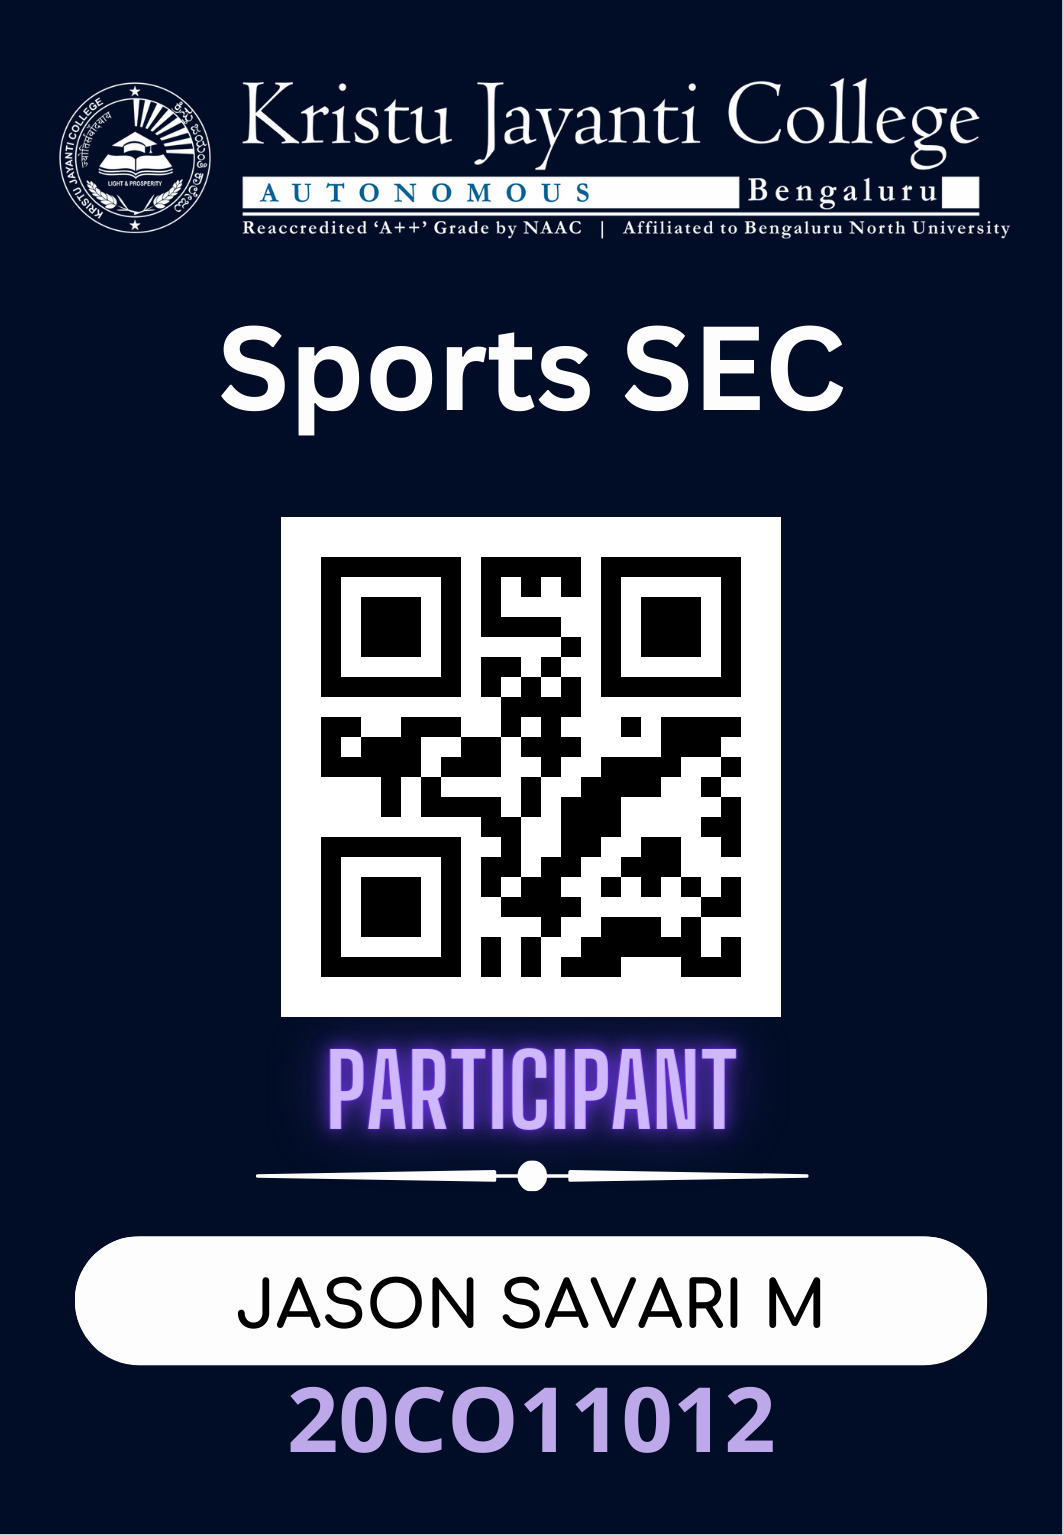 Kristu Jayanti College
AUTONOMOUS Bengaluru
Reaccredited ‘A++’ Grade by NAAC | Affiliated to Bengaluru North University
KRISTU JAYANTI COLLEGE
LIGHT & PROSPERITY
Sports SEC
PARTICIPANT
JASON SAVARI M
20CO11012